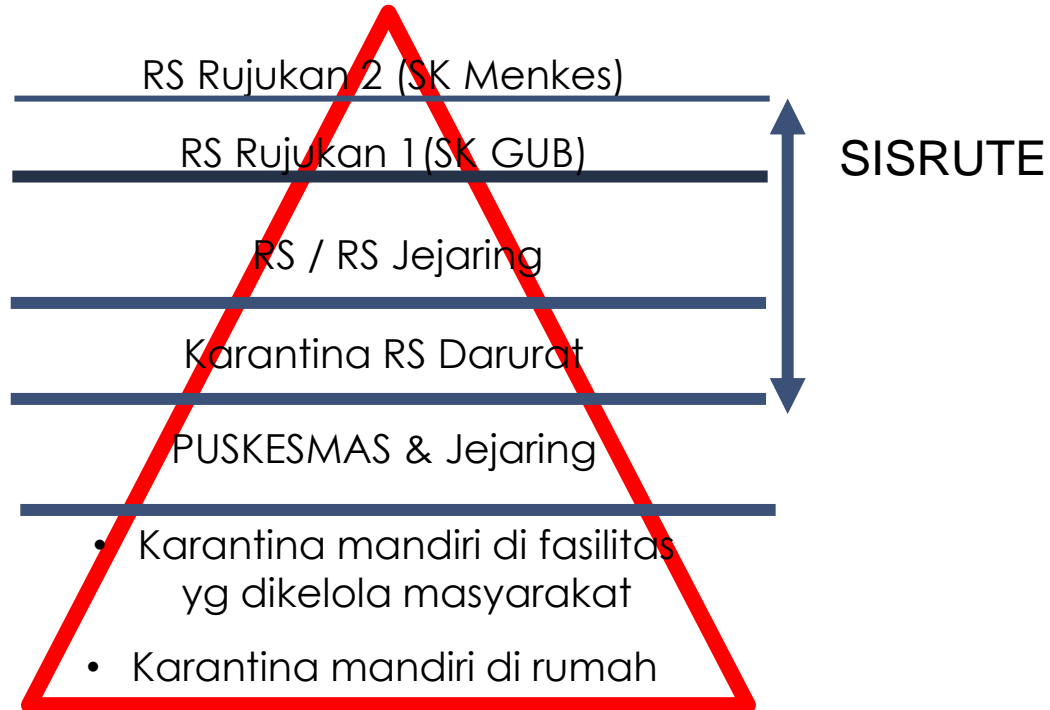 RS Rujukan 2 (SK Menkes)
RS Rujukan 1(SK GUB)
SISRUTE
RS / RS Jejaring
Karantina RS Darurat
PUSKESMAS & Jejaring
• Karantina mandiri di fasilitas
yg dikelola masyarakat
• Karantina mandiri di rumah